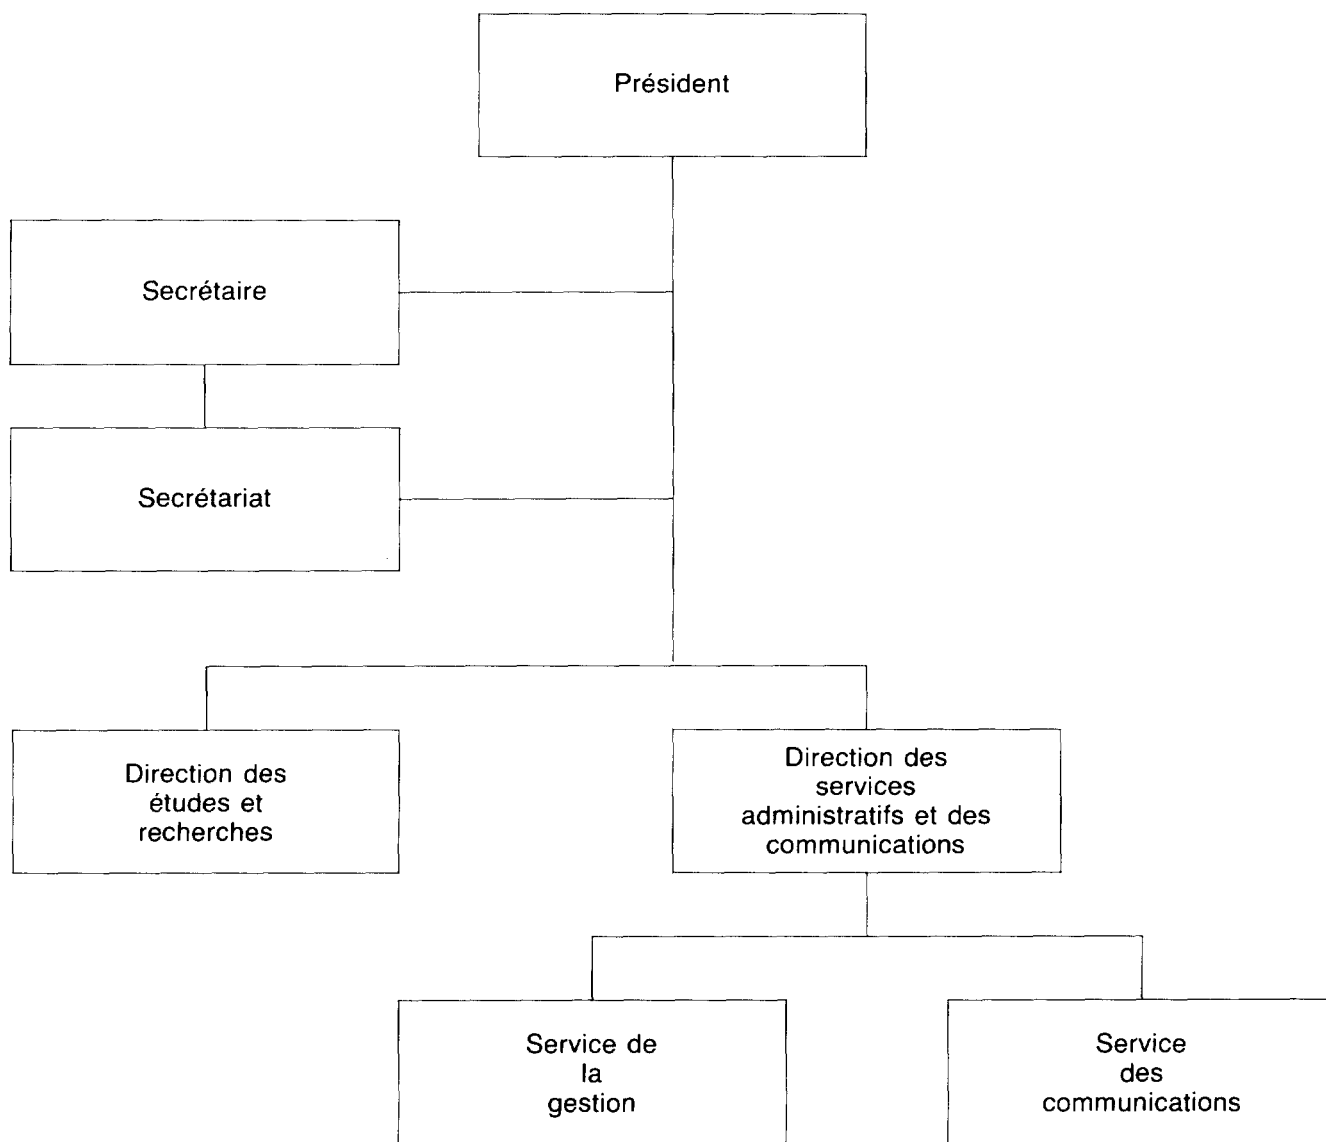 Président
Secrétaire
Secrétariat
Direction des
études et
recherches
Direction des
services
administratifs et des
communications
Service de
la
gestion
Service
des
communications